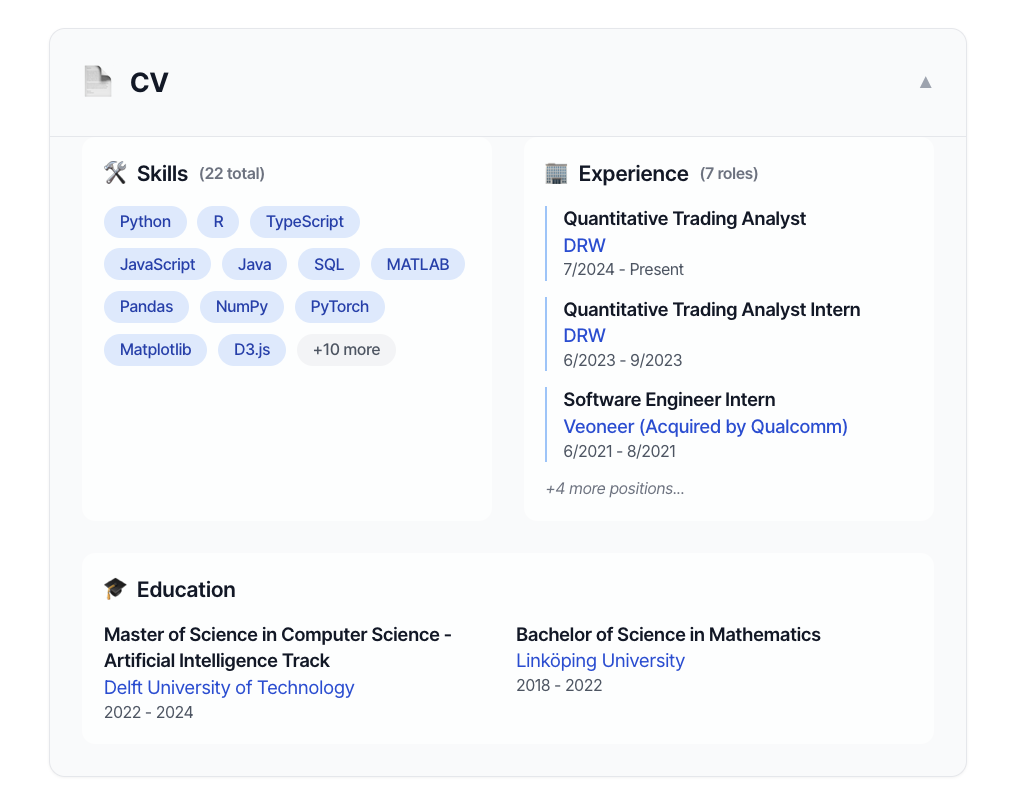 CV
Skills (22 total)
Python R TypeScript
JavaScript Java SQL MATLAB
Pandas NumPy PyTorch
Matplotlib D3.js +10 more
Experience (7 roles)
Quantitative Trading Analyst
DRW
7/2024 - Present
Quantitative Trading Analyst Intern
DRW
6/2023 - 9/2023
Software Engineer Intern
Veoneer (Acquired by Qualcomm)
6/2021 - 8/2021
+4 more positions...
Education
Master of Science in Computer Science -
Artificial Intelligence Track
Delft University of Technology
2022 - 2024
Bachelor of Science in Mathematics
Linköping University
2018 - 2022